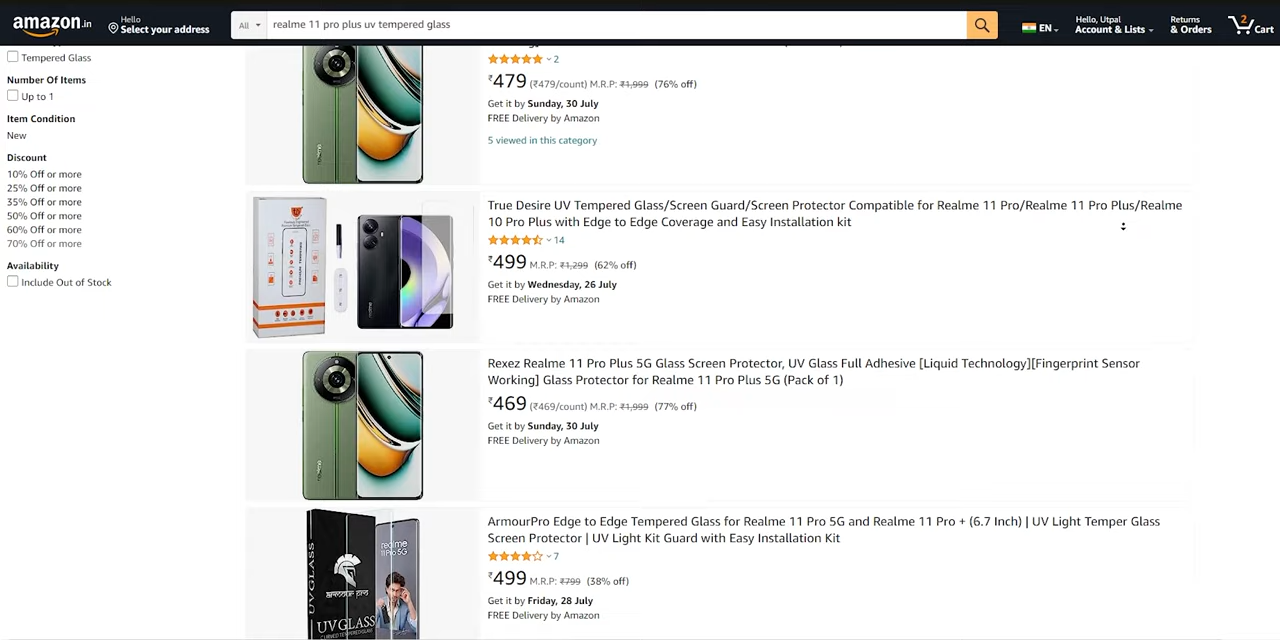 amazon.in
Hello
Select your address
All
realme 11 pro plus uv tempered glass
EN
Hello, Utpal
Account & Lists
Returns
& Orders
2
Cart
Tempered Glass
Number Of Items
Up to 1
Item Condition
New
Discount
10% Off or more
25% Off or more
35% Off or more
50% Off or more
60% Off or more
70% Off or more
Availability
Include Out of Stock
2
₹479 (₹479/count) M.R.P: ₹1,999 (76% off)
Get it by Sunday, 30 July
FREE Delivery by Amazon
5 viewed in this category
True Desire UV Tempered Glass/Screen Guard/Screen Protector Compatible for Realme 11 Pro/Realme 11 Pro Plus/Realme
10 Pro Plus with Edge to Edge Coverage and Easy Installation kit
14
₹499 M.R.P: ₹1,299 (62% off)
Get it by Wednesday, 26 July
FREE Delivery by Amazon
realme
Rexez Realme 11 Pro Plus 5G Glass Screen Protector, UV Glass Full Adhesive [Liquid Technology][Fingerprint Sensor
Working] Glass Protector for Realme 11 Pro Plus 5G (Pack of 1)
₹469 (₹469/count) M.R.P: ₹1,999 (77% off)
Get it by Sunday, 30 July
FREE Delivery by Amazon
realme
ArmourPro Edge to Edge Tempered Glass for Realme 11 Pro 5G and Realme 11 Pro + (6.7 Inch) | UV Light Temper Glass
Screen Protector | UV Light Kit Guard with Easy Installation Kit
7
₹499 M.R.P: ₹799 (38% off)
Get it by Friday, 28 July
FREE Delivery by Amazon
UVGLASS
armour pro
UVGLASS
CURVED TEMPERED GLASS
realme
11 Pro 5G